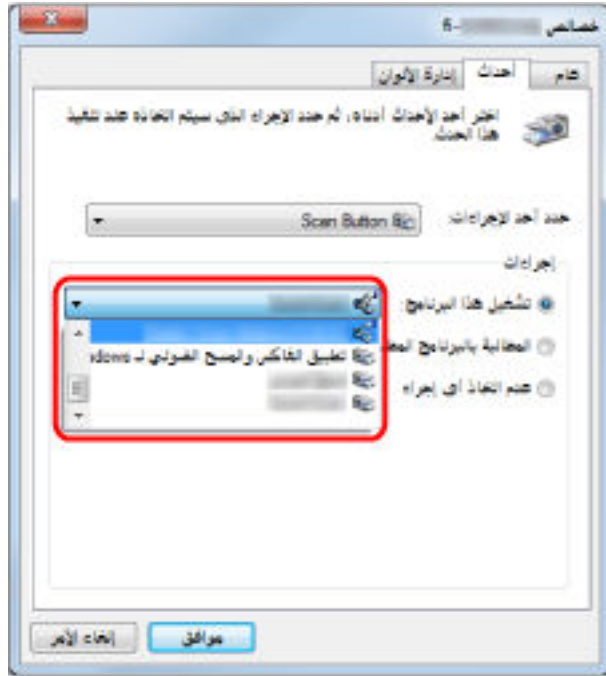 خصائص 6-
عام
أحداث
إدارة الألوان
اختر أحد الأحداث أدناه، ثم حدد الإجراء الذي سيتم اتخاذه عند تنفيذ
هذا الحدث.
حدد أحد الإجراءات:
Scan Button
إجراءات
تشغيل هذا البرنامج:
المطالبة بالبرنامج
تطبيق الفاكس والمسح الضوئي لـ ndows
عدم اتخاذ أي إجراء
موافق
إلغاء الأمر